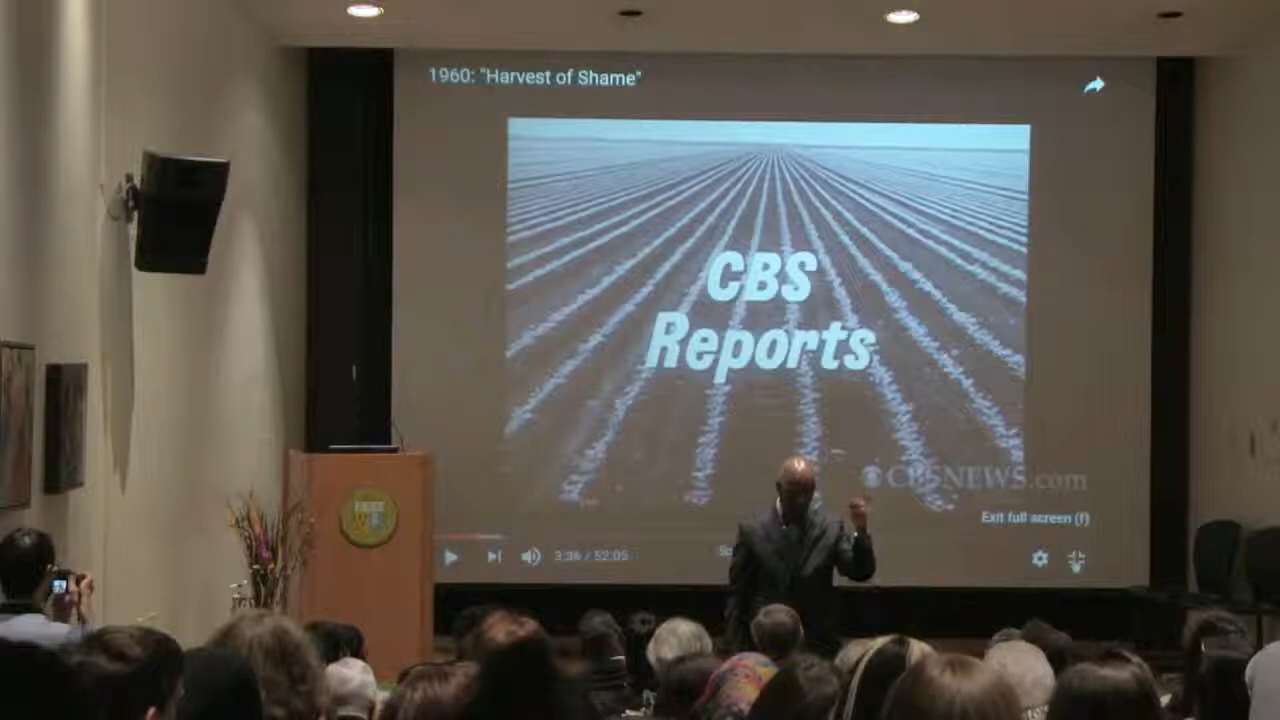 1960: "Harvest of Shame"
CBS
Reports
CBSNEWS.com
Exit full screen (f)
3:36 / 52:05